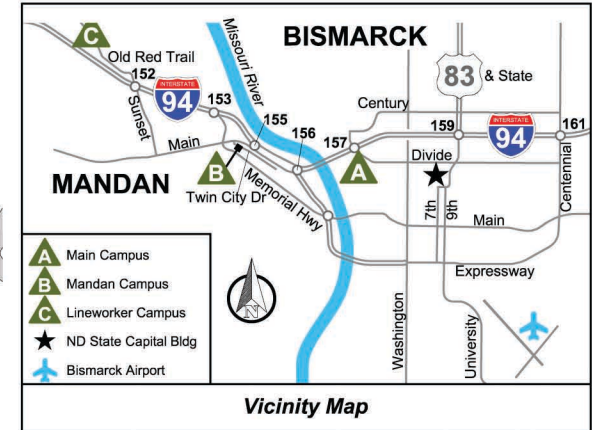 BISMARCK
C
Old Red Trail
152
INTERSTATE
94
Sunset
153
Missouri River
155
156
83
& State
Century
157
159
INTERSTATE
94
161
Main
A
Divide
Centennial
MANDAN
B
Twin City Dr
Memorial Hwy
7th
9th
Main
Expressway
Washington
University
A Main Campus
B Mandan Campus
C Lineworker Campus
ND State Capital Bldg
Bismarck Airport
N
Vicinity Map